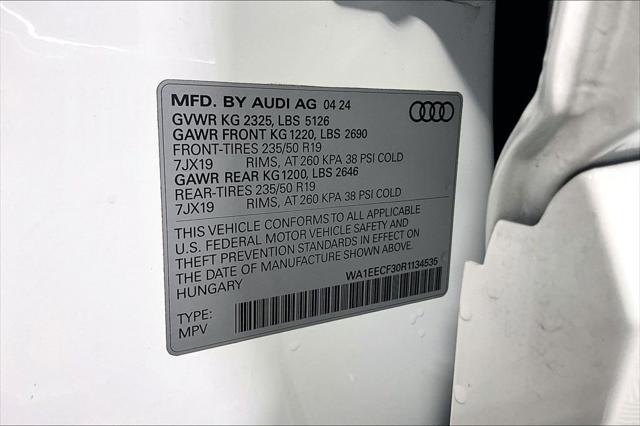 MFD. BY AUDI AG 04 24
GVWR KG 2325, LBS 5126
GAWR FRONT KG 1220, LBS 2690
FRONT-TIRES 235/50 R19
7JX19 RIMS, AT 260 KPA 38 PSI COLD
GAWR REAR KG 1200, LBS 2646
REAR-TIRES 235/50 R19
7JX19 RIMS, AT 260 KPA 38 PSI COLD
THIS VEHICLE CONFORMS TO ALL APPLICABLE
U.S. FEDERAL MOTOR VEHICLE SAFETY AND
THEFT PREVENTION STANDARDS IN EFFECT ON
THE DATE OF MANUFACTURE SHOWN ABOVE.
HUNGARY
WA1EECF30R1134535
TYPE:
MPV